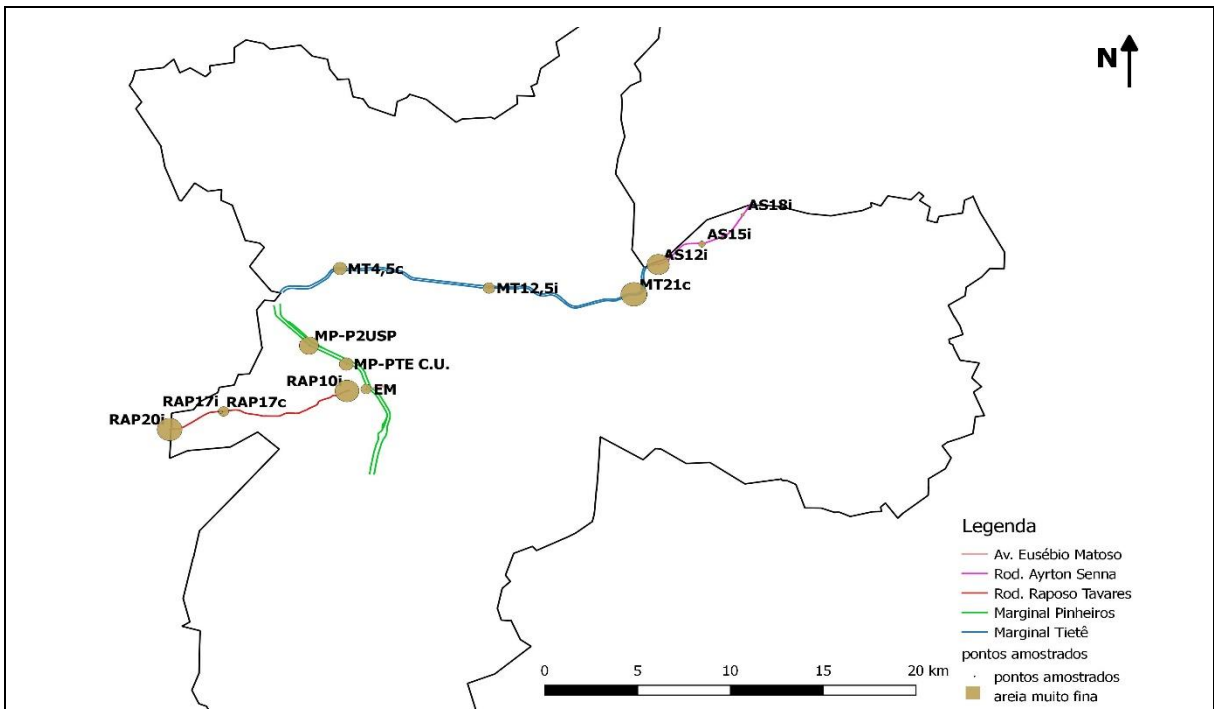 N
AS18i
AS15i
AS12i
MT4,5c
MT12,5i
MT21c
MP-P2USP
MP-PTE C.U.
RAP10i
EM
RAP17i
RAP17c
RAP20i
Legenda
Av. Eusébio Matoso
Rod. Ayrton Senna
Rod. Raposo Tavares
Marginal Pinheiros
Marginal Tietê
pontos amostrados
pontos amostrados
areia muito fina
0 5 10 15 20 km